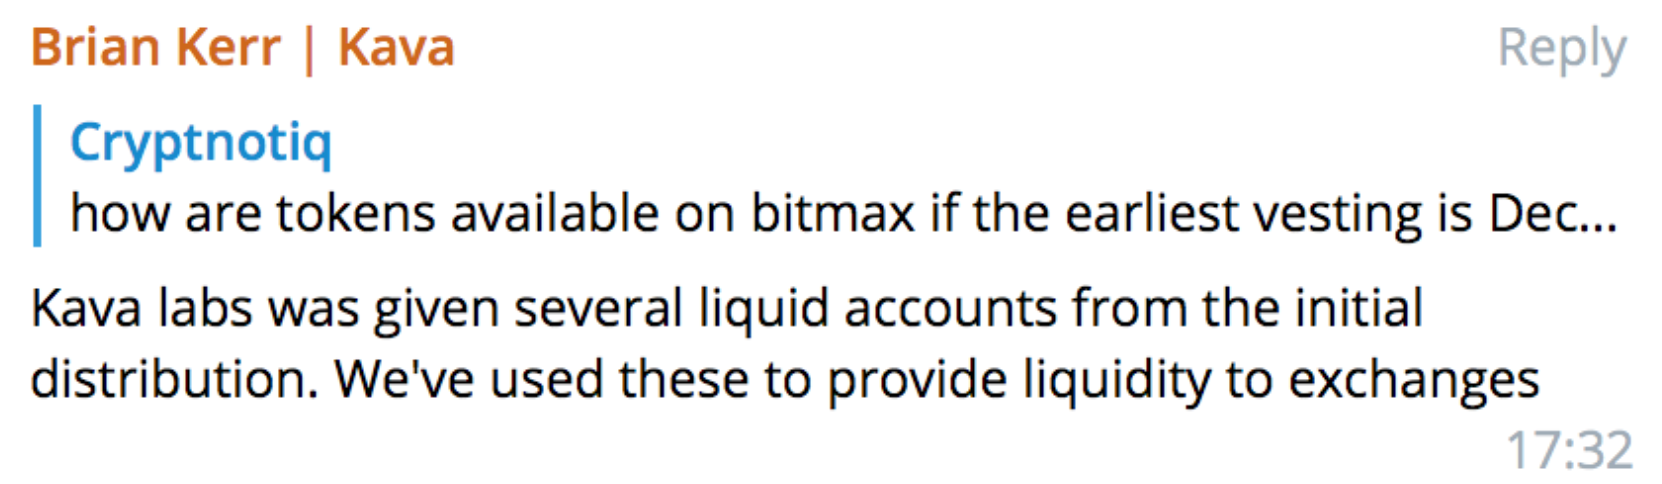 Brian Kerr | Kava
Reply
Cryptnotiq
how are tokens available on bitmax if the earliest vesting is Dec...
Kava labs was given several liquid accounts from the initial
distribution. We've used these to provide liquidity to exchanges
17:32